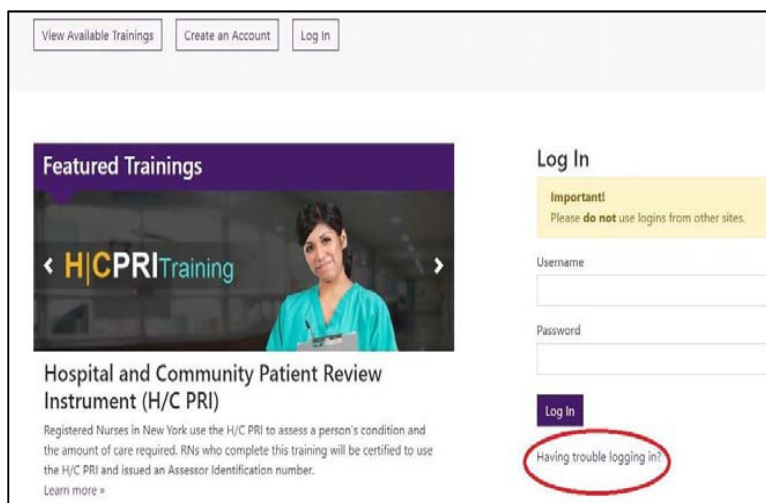 View Available Trainings
Create an Account
Log In
Featured Trainings
H|CPRI Training
Hospital and Community Patient Review
Instrument (H/C PRI)
Registered Nurses in New York use the H/C PRI to assess a person's condition and
the amount of care required. RNs who complete this training will be certified to use
the H/C PRI and issued an Assessor Identification number.
Learn more »
Log In
Important!
Please do not use logins from other sites.
Username
Password
Log In
Having trouble logging in?